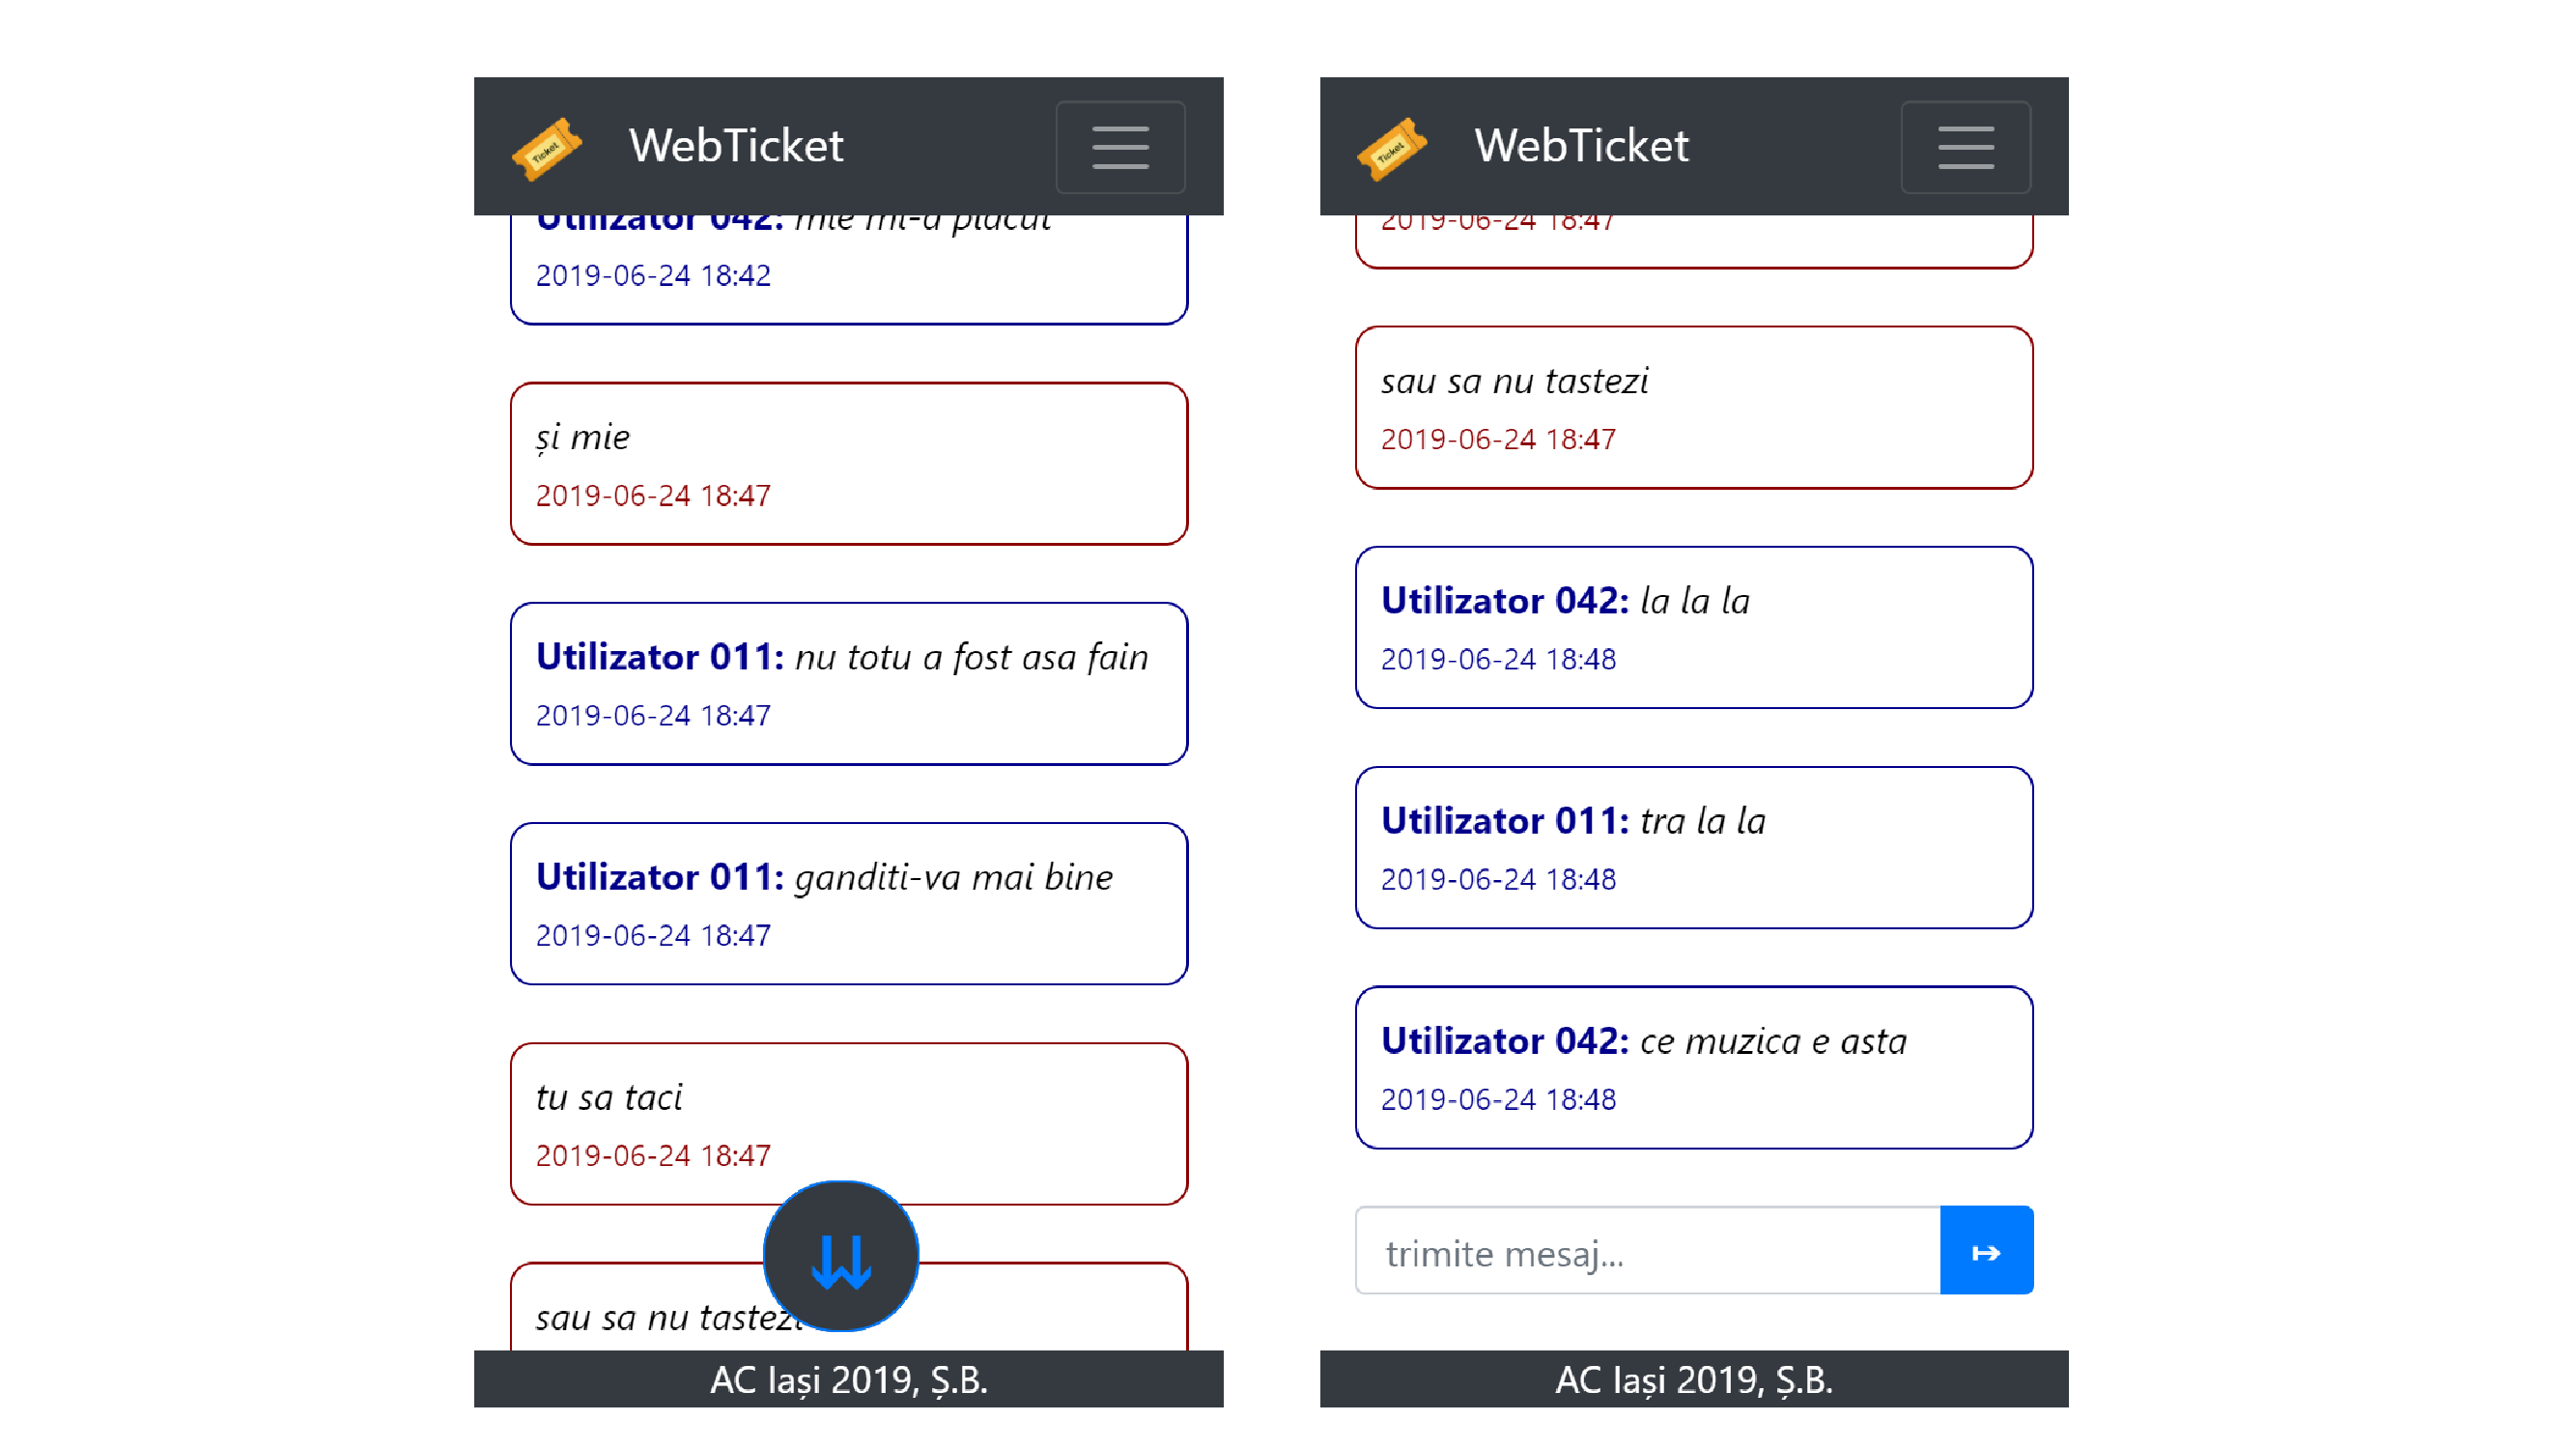 Ticket
WebTicket
Utilizator 042: mie mi-a plăcut
2019-06-24 18:42
și mie
2019-06-24 18:47
Utilizator 011: nu totu a fost asa fain
2019-06-24 18:47
Utilizator 011: ganditi-va mai bine
2019-06-24 18:47
tu sa taci
2019-06-24 18:47
sau sa nu tastezi
AC Iași 2019, Ș.B.
Ticket
WebTicket
2019-06-24 18:47
sau sa nu tastezi
2019-06-24 18:47
Utilizator 042: la la la
2019-06-24 18:48
Utilizator 011: tra la la
2019-06-24 18:48
Utilizator 042: ce muzica e asta
2019-06-24 18:48
trimite mesaj...
AC Iași 2019, Ș.B.